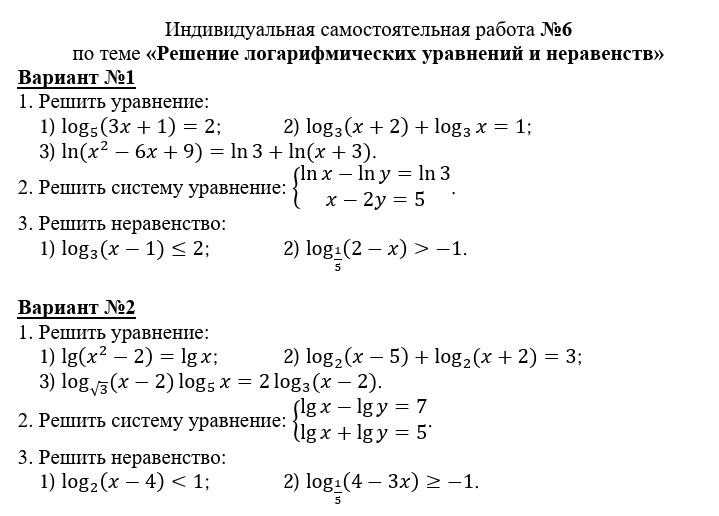 Индивидуальная самостоятельная работа №6
по теме «Решение логарифмических уравнений и неравенств»
Вариант №1
1. Решить уравнение:
1) log₅(3x + 1) = 2; 2) log₃(x + 2) + log₃ x = 1;
3) ln(x² − 6x + 9) = ln 3 + ln(x + 3).
2. Решить систему уравнение: {ln x − ln y = ln 3
x − 2y = 5 .
3. Решить неравенство:
1) log₃(x − 1) ≤ 2; 2) log_{1/5}(2 − x) > −1.
Вариант №2
1. Решить уравнение:
1) lg(x² − 2) = lg x; 2) log₂(x − 5) + log₂(x + 2) = 3;
3) log_{√3}(x − 2) log₅ x = 2 log₃(x − 2).
2. Решить систему уравнение: {lg x − lg y = 7
lg x + lg y = 5.
3. Решить неравенство:
1) log₂(x − 4) < 1; 2) log_{1/5}(4 − 3x) ≥ −1.